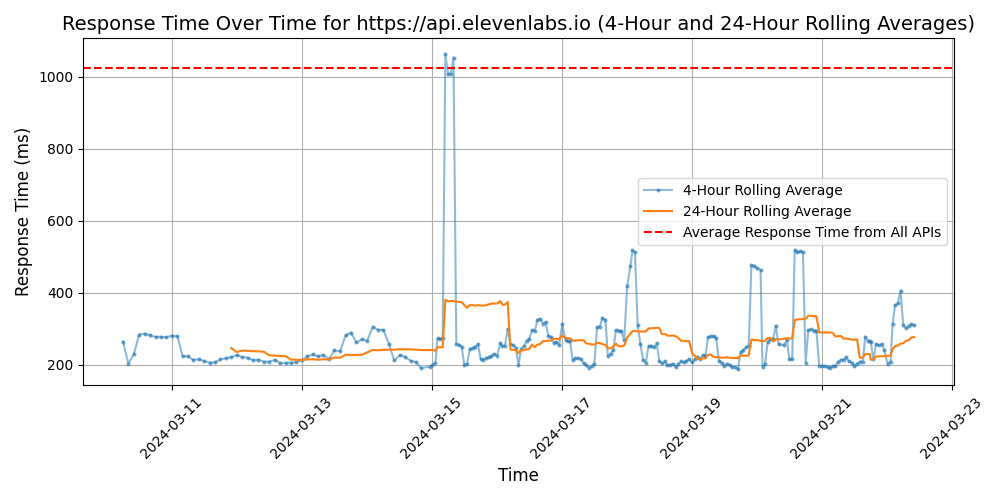 Response Time Over Time for https://api.elevenlabs.io (4-Hour and 24-Hour Rolling Averages)
Response Time (ms)
1000
800
600
400
200
4-Hour Rolling Average
24-Hour Rolling Average
Average Response Time from All APIs
2024-03-11
2024-03-13
2024-03-15
2024-03-17
2024-03-19
2024-03-21
2024-03-23
Time